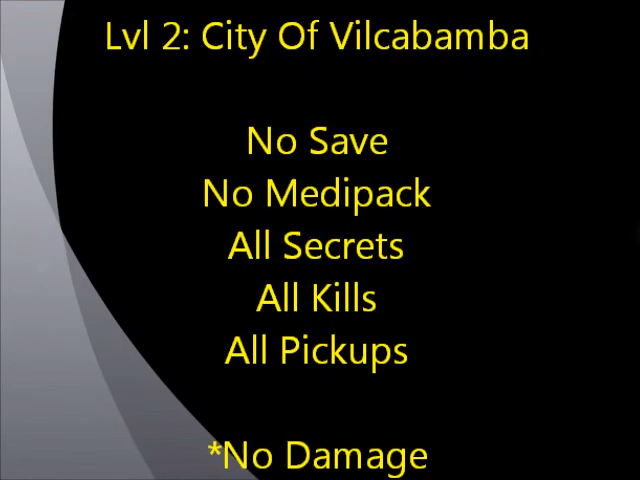 Lvl 2: City Of Vilcabamba
No Save
No Medipack
All Secrets
All Kills
All Pickups
*No Damage